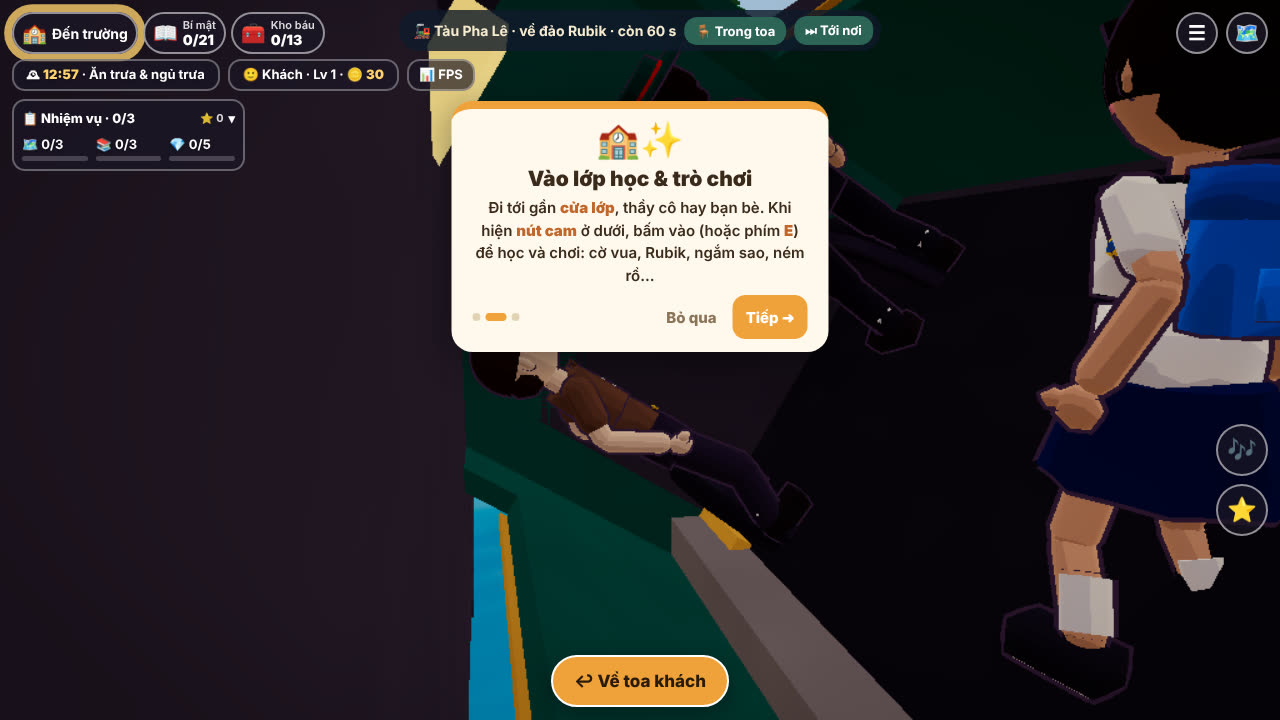 Đến trường
Bí mật
0/21
Kho báu
0/13
Tàu Pha Lê · về đảo Rubik · còn 60 s
Trong toa
Tới nơi
12:57 · Ăn trưa & ngủ trưa
Khách · Lv 1 · 30
FPS
Nhiệm vụ · 0/3
0
0/3
0/3
0/5
Vào lớp học & trò chơi
Đi tới gần cửa lớp, thầy cô hay bạn bè. Khi
hiện nút cam ở dưới, bấm vào (hoặc phím E)
để học và chơi: cờ vua, Rubik, ngắm sao, ném
rổ...
Bỏ qua
Tiếp →
Về toa khách